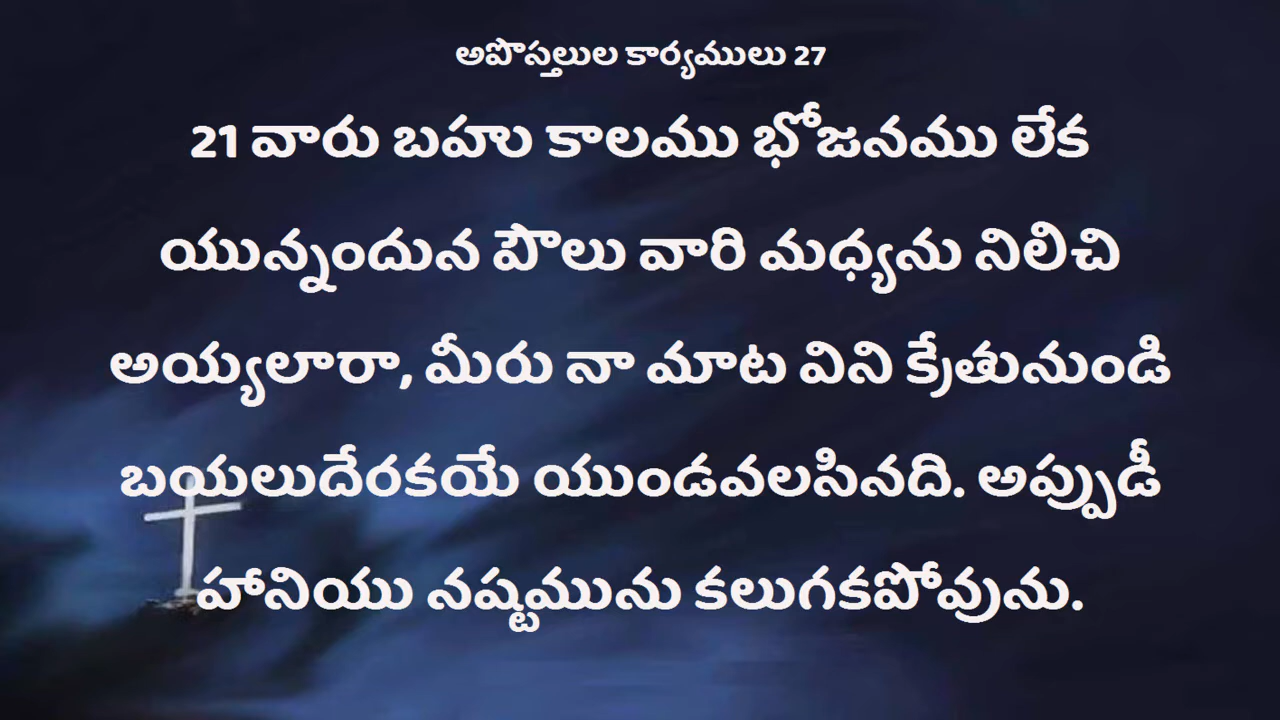 అపొస్తలుల కార్యములు 27
21 వారు బహు కాలము భోజనము లేక
యున్నందున పౌలు వారి మధ్యను నిలిచి
అయ్యలారా, మీరు నా మాట విని క్రేతునుండి
బయలుదేరకయే యుండవలసినది. అప్పుడీ
హానియు నష్టమును కలుగకపోవును.